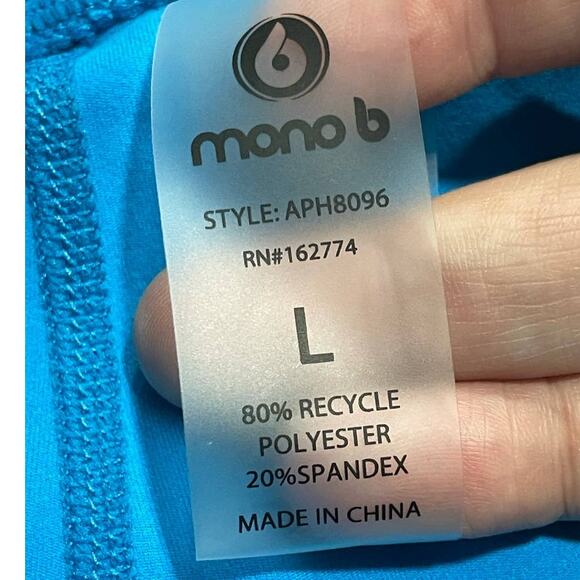 mono b
STYLE: APH8096
RN#162774
L
80% RECYCLE
POLYESTER
20%SPANDEX
MADE IN CHINA